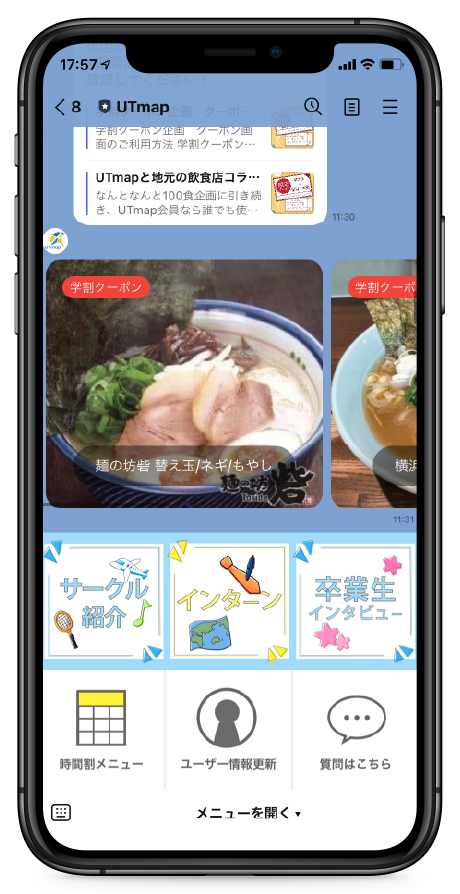 17:57
確認してください!
8 UTmap
学割クーポン企画 クーポン画
面のご利用方法 学割クーポン…
UTmapと地元の飲食店コラ…
なんとなんと100食企画に引き続
き、UTmap会員なら誰でも使…
11:30
UTmap
学割クーポン
学割クーポ
麺の坊砦 替え玉/ネギ/もやし
横浜
麺の坊
Toride
砦
11:31
サークル
紹介
インターン
卒業生
インタビュー
時間割メニュー
ユーザー情報更新
質問はこちら
メニューを開く▼